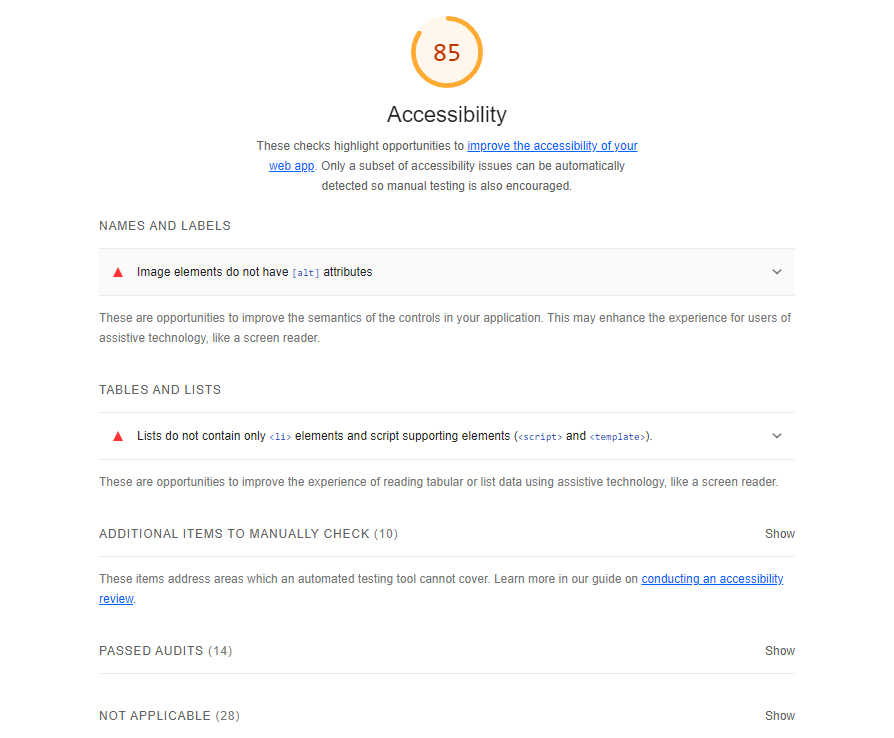 85
Accessibility
These checks highlight opportunities to improve the accessibility of your
web app. Only a subset of accessibility issues can be automatically
detected so manual testing is also encouraged.
NAMES AND LABELS
Image elements do not have [alt] attributes
These are opportunities to improve the semantics of the controls in your application. This may enhance the experience for users of
assistive technology, like a screen reader.
TABLES AND LISTS
Lists do not contain only <li> elements and script supporting elements (<script> and <template>).
These are opportunities to improve the experience of reading tabular or list data using assistive technology, like a screen reader.
ADDITIONAL ITEMS TO MANUALLY CHECK (10) Show
These items address areas which an automated testing tool cannot cover. Learn more in our guide on conducting an accessibility
review.
PASSED AUDITS (14) Show
NOT APPLICABLE (28) Show